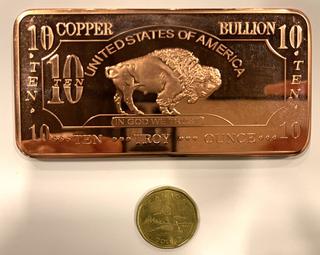 10 COPPER BULLION 10
UNITED STATES OF AMERICA
TEN
10
TEN
TEN
IN GOD WE TRUST
10 TEN TROY OUNCE 10